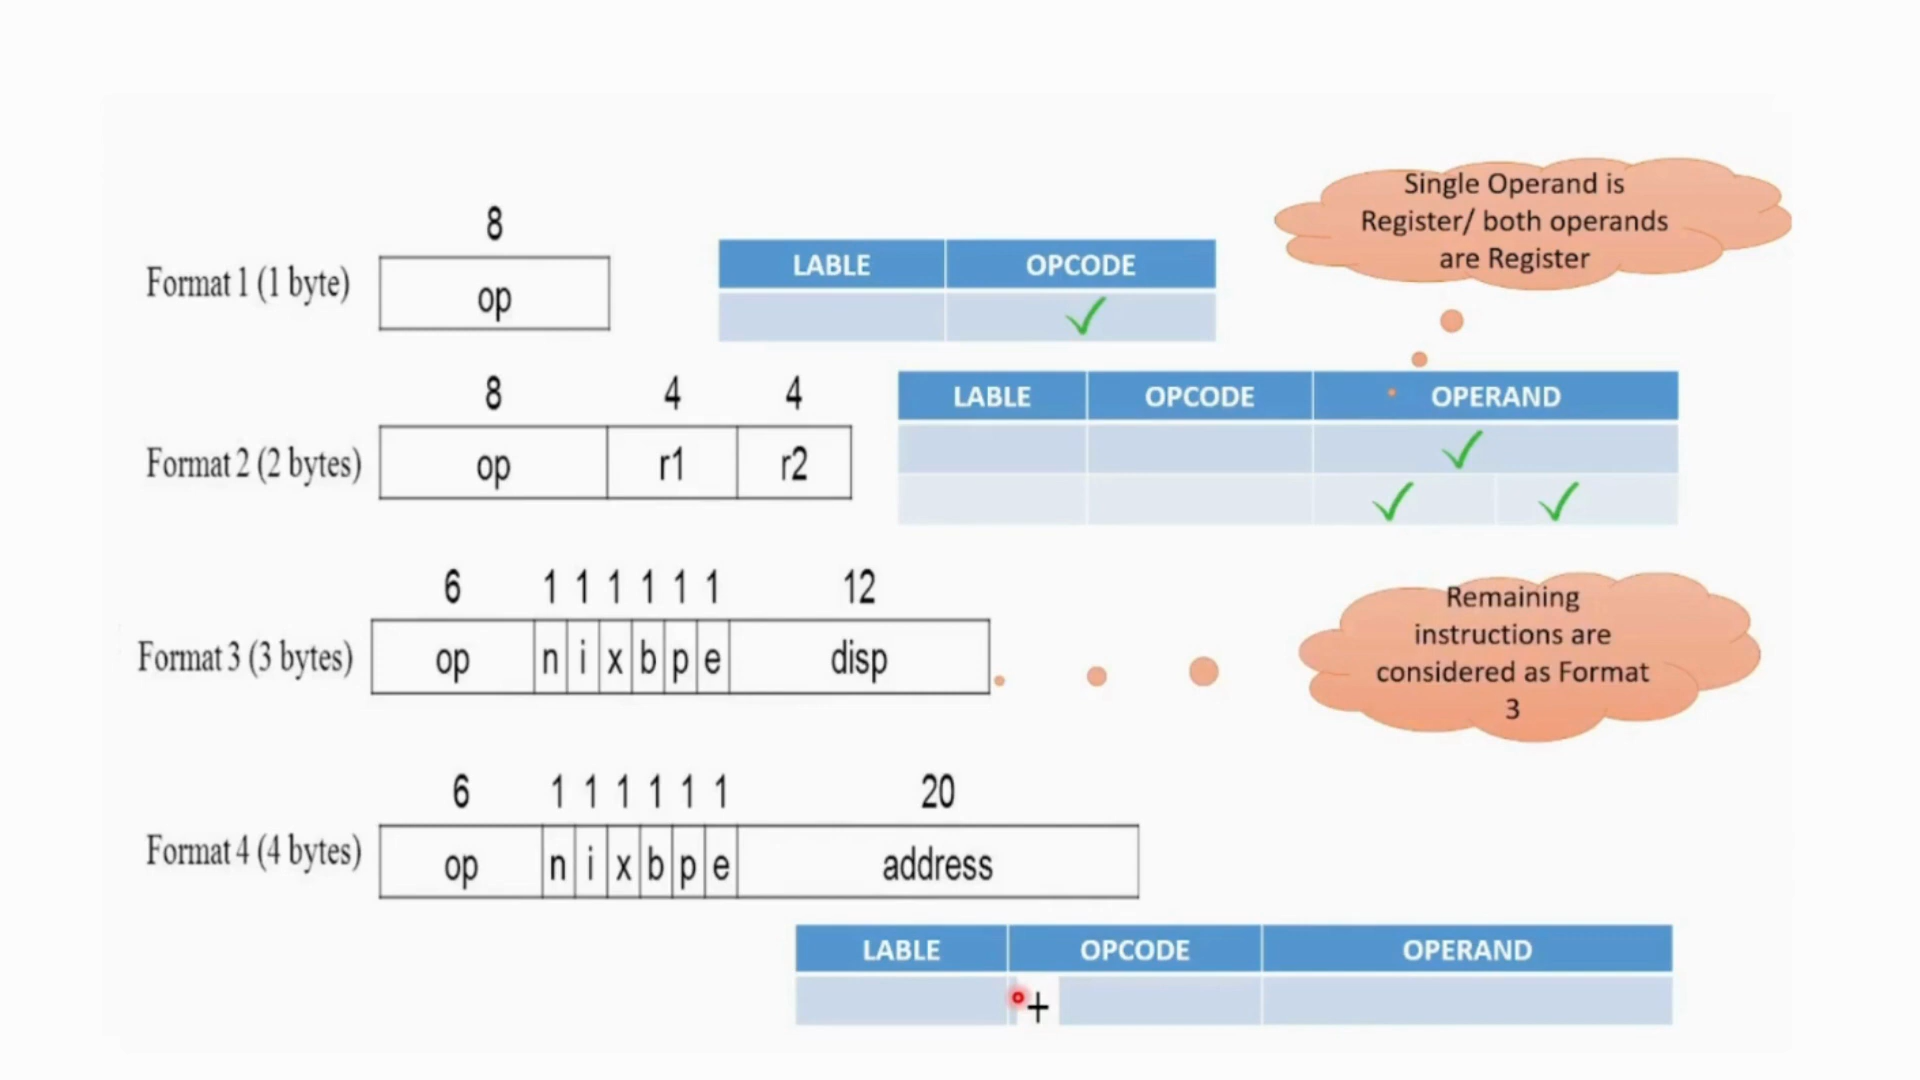 Single Operand is
Register/ both operands
are Register
8
Format 1 (1 byte)
op
LABLE OPCODE
8 4 4
Format 2 (2 bytes)
op r1 r2
LABLE OPCODE OPERAND
6 1 1 1 1 1 1 12
Format 3 (3 bytes)
op n i x b p e disp
Remaining
instructions are
considered as Format
3
6 1 1 1 1 1 1 20
Format 4 (4 bytes)
op n i x b p e address
LABLE OPCODE OPERAND
+